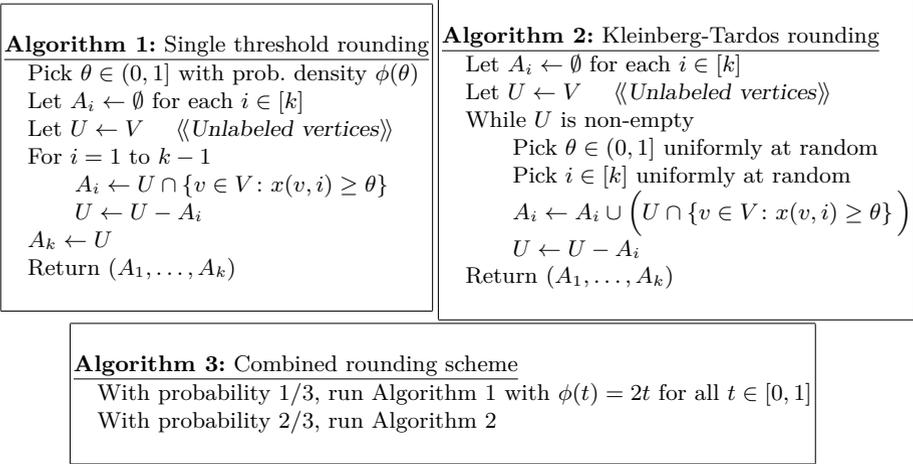 Algorithm 1: Single threshold rounding
Pick θ ∈ (0, 1] with prob. density ϕ(θ)
Let A_i ← ∅ for each i ∈ [k]
Let U ← V ⟪Unlabeled vertices⟫
For i = 1 to k − 1
A_i ← U ∩ {v ∈ V : x(v, i) ≥ θ}
U ← U − A_i
A_k ← U
Return (A_1, . . . , A_k)
Algorithm 2: Kleinberg-Tardos rounding
Let A_i ← ∅ for each i ∈ [k]
Let U ← V ⟪Unlabeled vertices⟫
While U is non-empty
Pick θ ∈ (0, 1] uniformly at random
Pick i ∈ [k] uniformly at random
A_i ← A_i ∪ (U ∩ {v ∈ V : x(v, i) ≥ θ})
U ← U − A_i
Return (A_1, . . . , A_k)
Algorithm 3: Combined rounding scheme
With probability 1/3, run Algorithm 1 with ϕ(t) = 2t for all t ∈ [0, 1]
With probability 2/3, run Algorithm 2